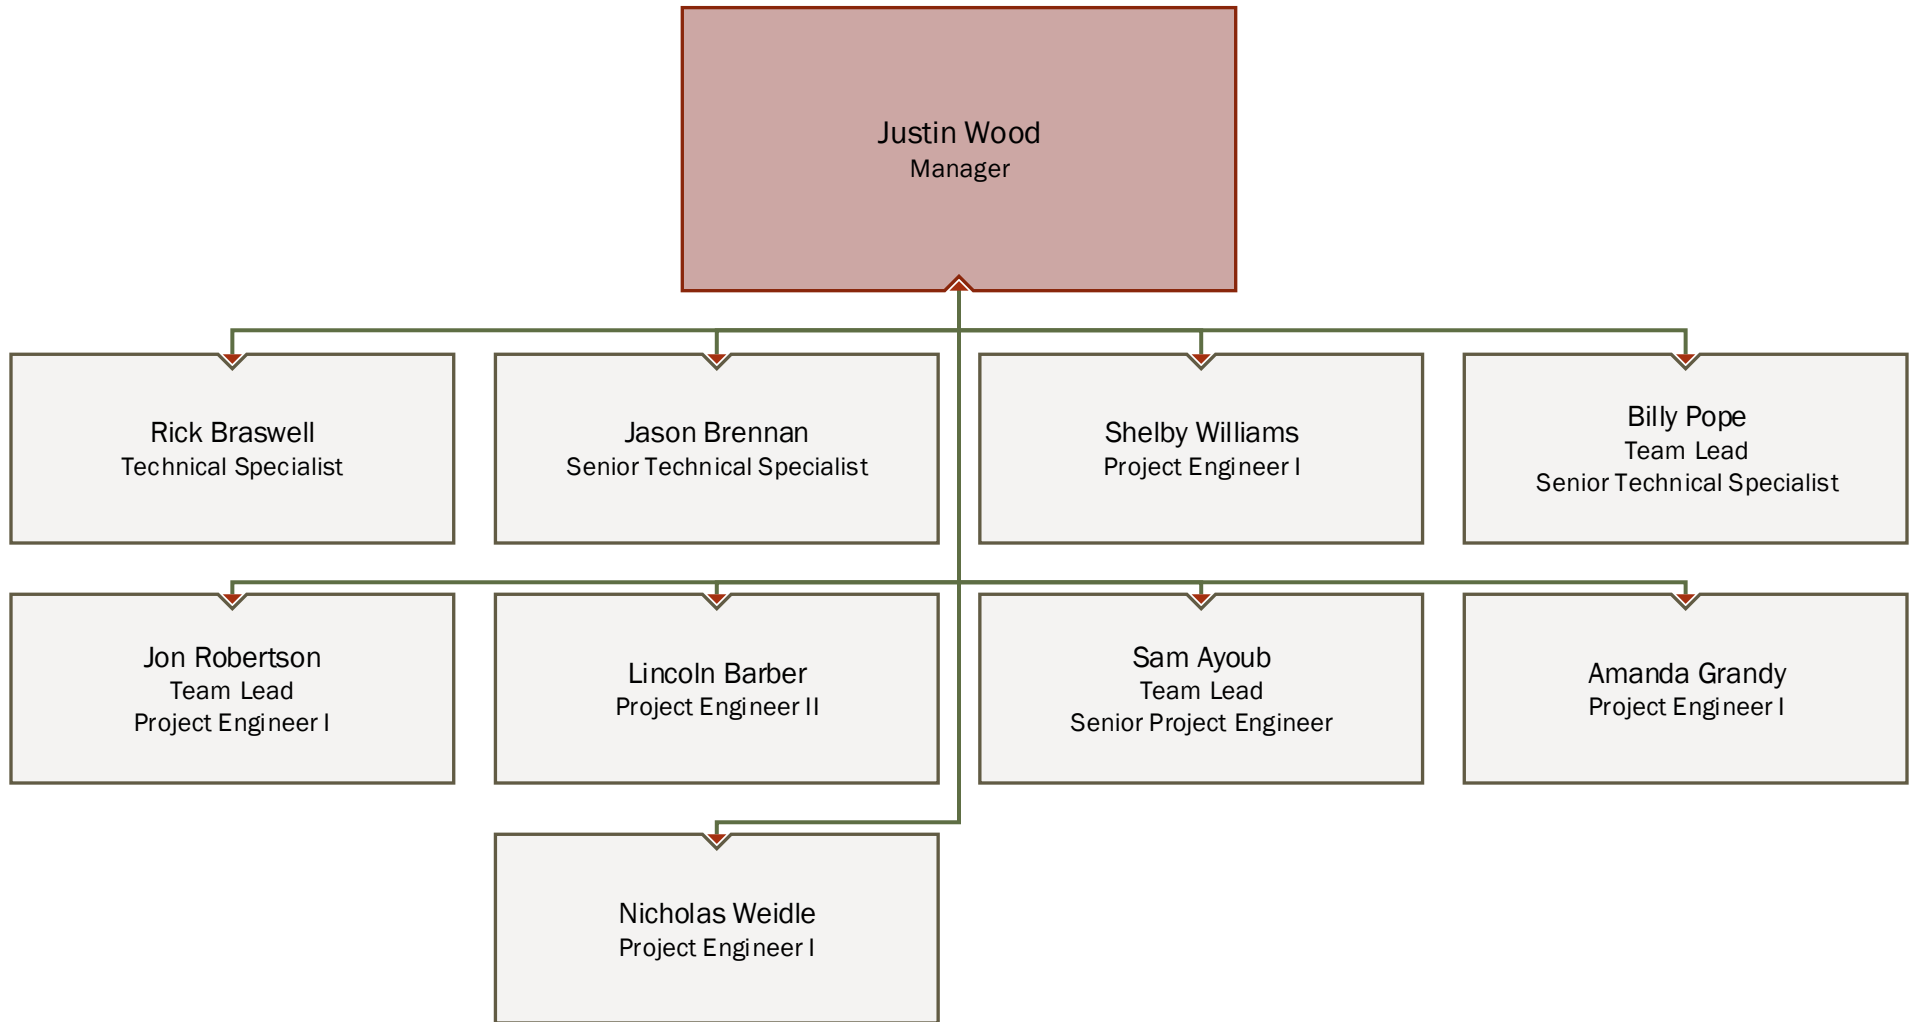 Justin Wood
Manager
Rick Braswell
Technical Specialist
Jason Brennan
Senior Technical Specialist
Shelby Williams
Project Engineer I
Billy Pope
Team Lead
Senior Technical Specialist
Jon Robertson
Team Lead
Project Engineer I
Lincoln Barber
Project Engineer II
Sam Ayoub
Team Lead
Senior Project Engineer
Amanda Grandy
Project Engineer I
Nicholas Weidle
Project Engineer I